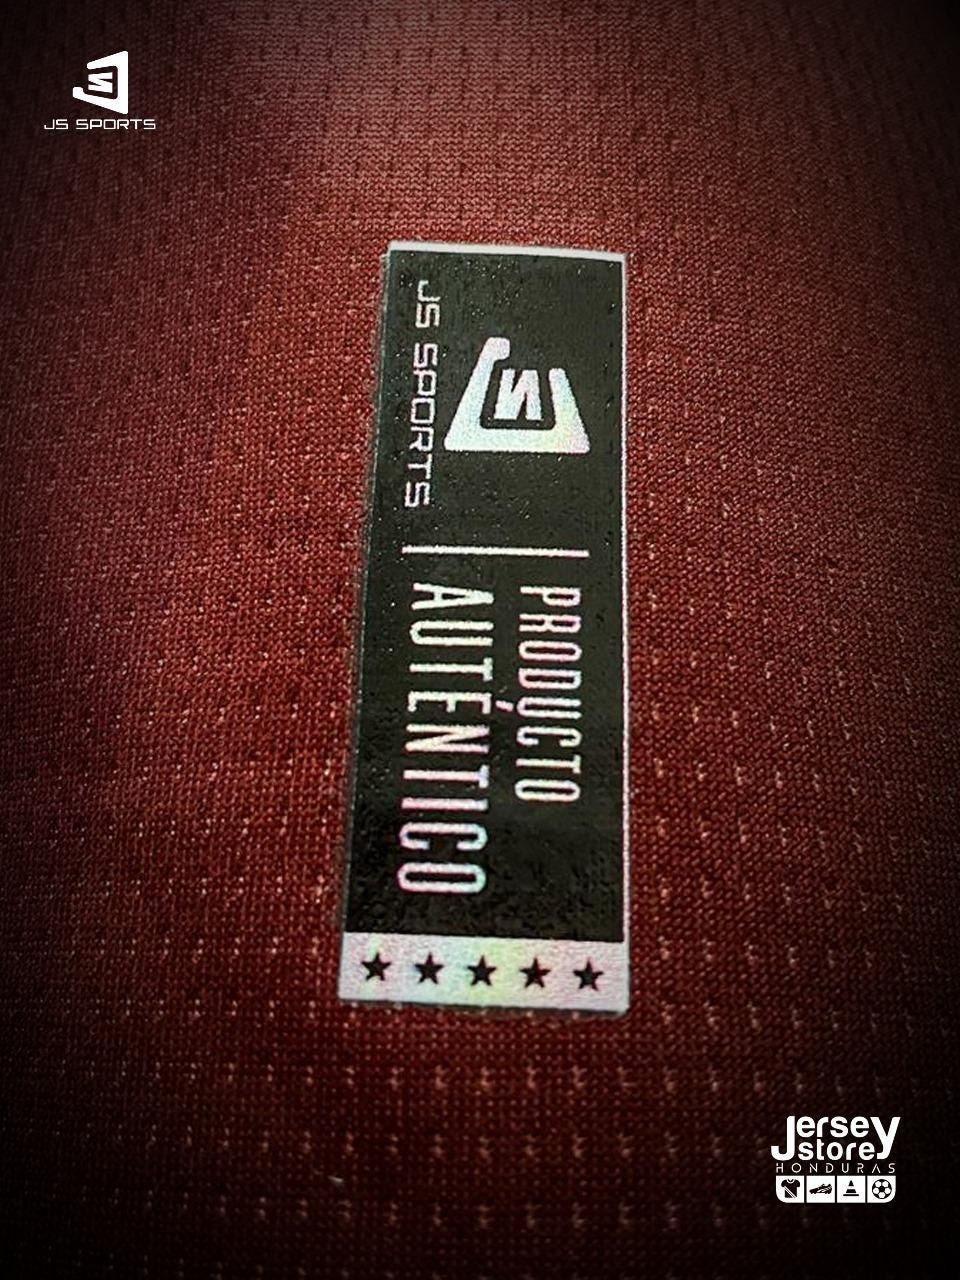 JS SPORTS
JS SPORTS
PRODUCTO
AUTÉNTICO
Jersey
store
HONDURAS